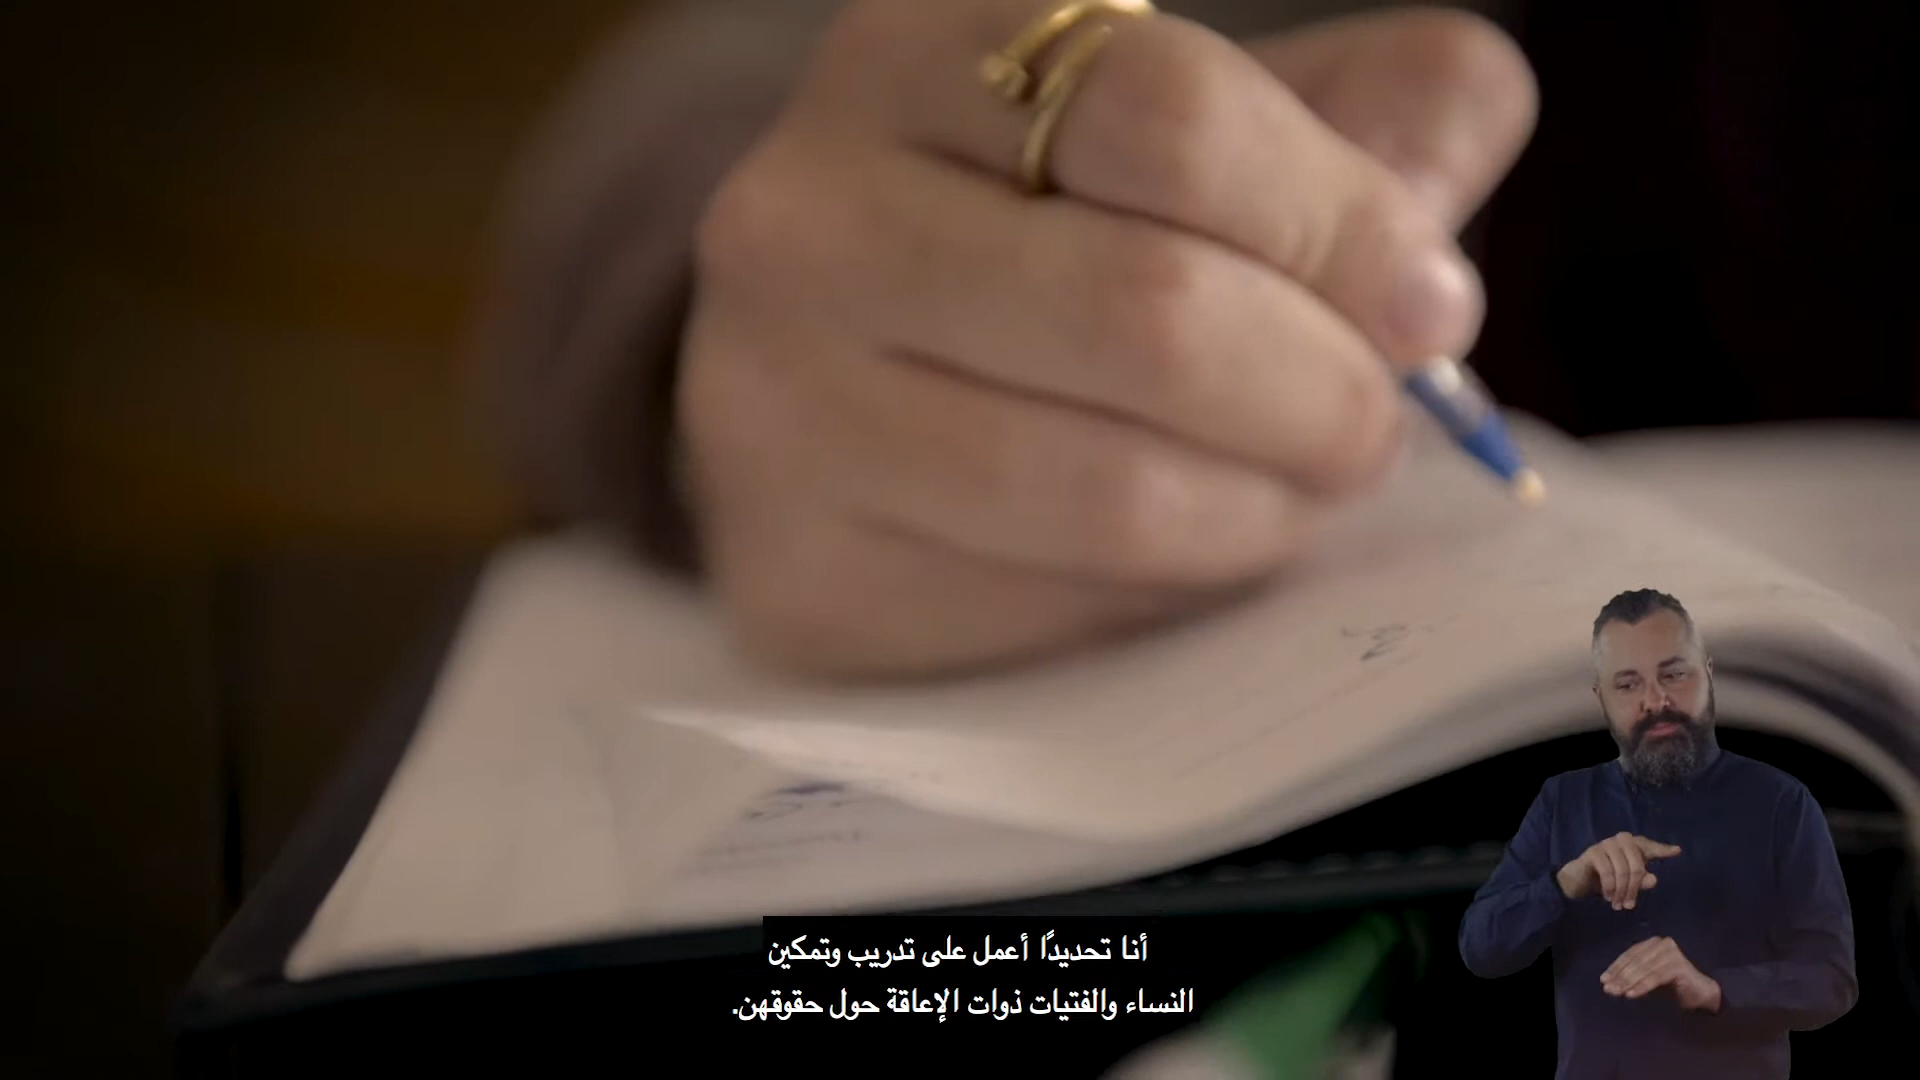 أنا تحديدًا أعمل على تدريب وتمكين
النساء والفتيات ذوات الإعاقة حول حقوقهن.